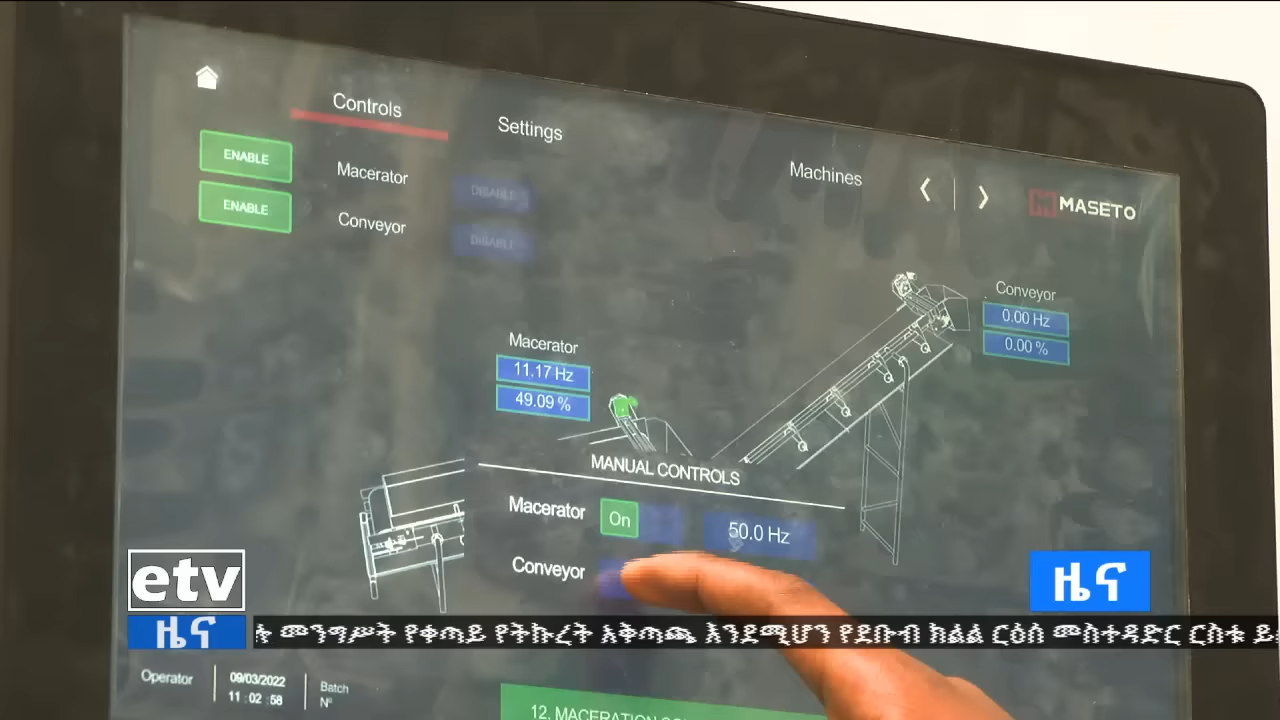 Controls
Settings
Machines
MASETO
ENABLE
Macerator
DISABLE
ENABLE
Conveyor
DISABLE
Conveyor
0.00 Hz
0.00 %
Macerator
11.17 Hz
49.09 %
MANUAL CONTROLS
Macerator
On
50.0 Hz
Conveyor
etv
ዜና
ዜና
መንግሥት የቀጣይ የትኩረት አቅጣጫ እንደሚሆን የደቡብ ክልል ርዕሰ መስተዳድር ርስቱ
Operator
09/03/2022
11:02:58
Batch
N°
12. MACERATION